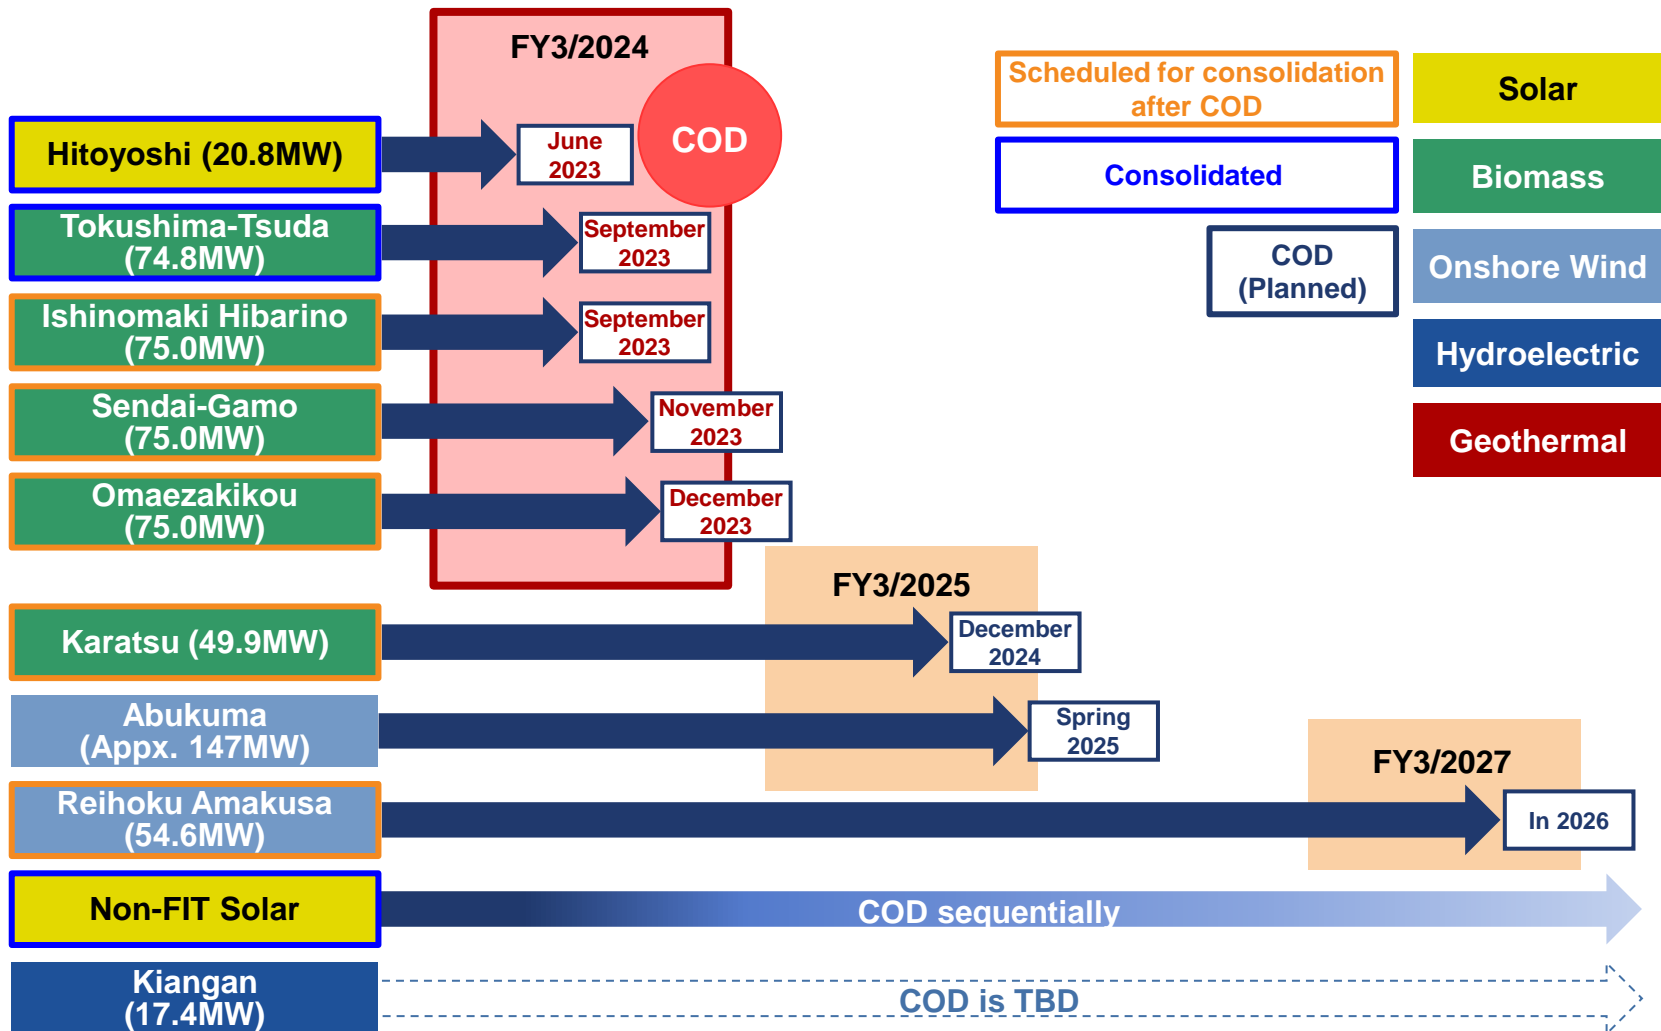 FY3/2024
COD
Hitoyoshi (20.8MW)
June
2023
Tokushima-Tsuda
(74.8MW)
September
2023
Ishinomaki Hibarino
(75.0MW)
September
2023
Sendai-Gamo
(75.0MW)
November
2023
Omaezakikou
(75.0MW)
December
2023
FY3/2025
Karatsu (49.9MW)
December
2024
Abukuma
(Appx. 147MW)
Spring
2025
FY3/2027
Reihoku Amakusa
(54.6MW)
In 2026
Non-FIT Solar
COD sequentially
Kiangan
(17.4MW)
COD is TBD
Scheduled for consolidation
after COD
Consolidated
COD
(Planned)
Solar
Biomass
Onshore Wind
Hydroelectric
Geothermal